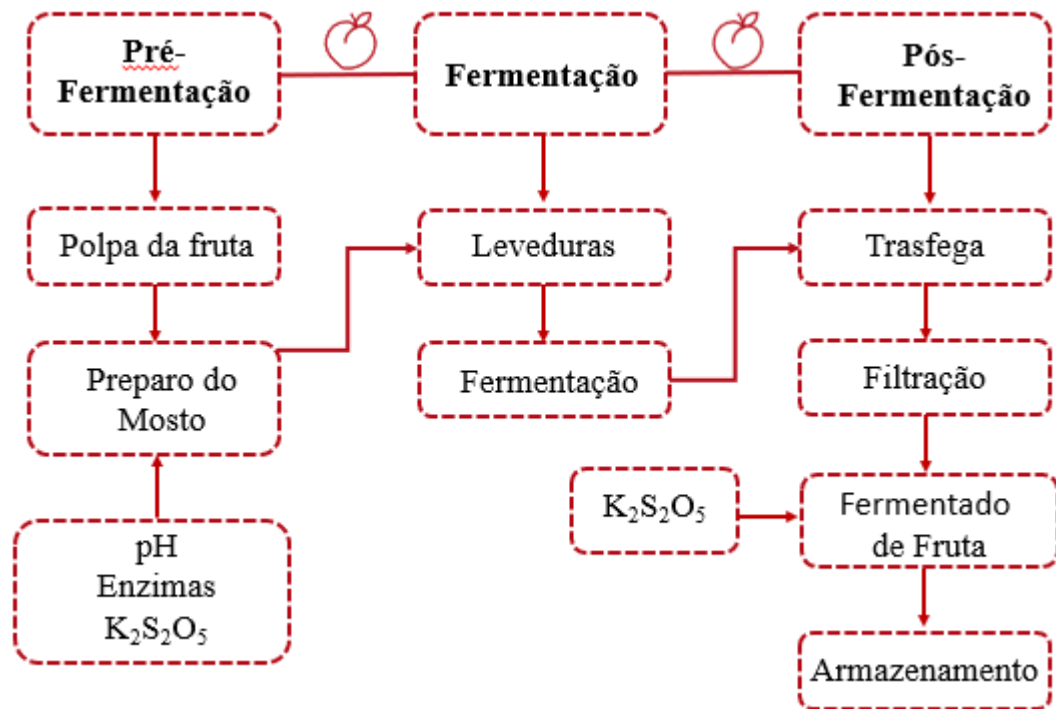 Pré-
Fermentação
Fermentação
Pós-
Fermentação
Polpa da fruta
Leveduras
Trasfega
Preparo do
Mosto
Fermentação
Filtração
pH
Enzimas
K₂S₂O₅
K₂S₂O₅
Fermentado
de Fruta
Armazenamento